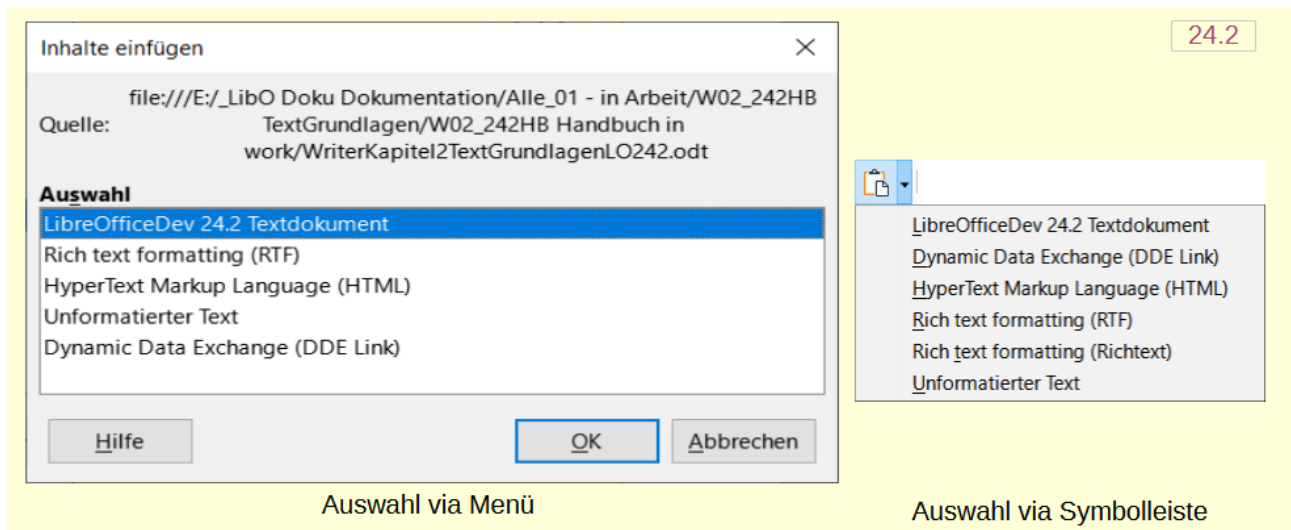 Inhalte einfügen
24.2
file:///E:/_LibO Doku Dokumentation/Alle_01 - in Arbeit/W02_242HB
Quelle: TextGrundlagen/W02_242HB Handbuch in
work/WriterKapitel2TextGrundlagenLO242.odt
Auswahl
LibreOfficeDev 24.2 Textdokument
Rich text formatting (RTF)
HyperText Markup Language (HTML)
Unformatierter Text
Dynamic Data Exchange (DDE Link)
Hilfe OK Abbrechen
Auswahl via Menü
LibreOfficeDev 24.2 Textdokument
Dynamic Data Exchange (DDE Link)
HyperText Markup Language (HTML)
Rich text formatting (RTF)
Rich text formatting (Richtext)
Unformatierter Text
Auswahl via Symbolleiste